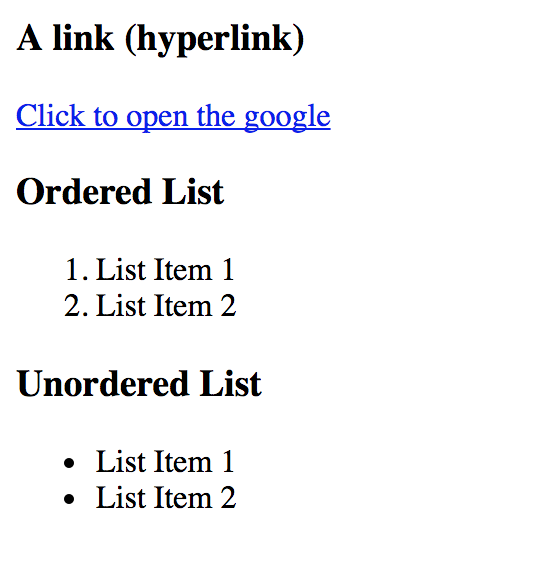 A link (hyperlink)
Click to open the google
Ordered List
1. List Item 1
2. List Item 2
Unordered List
• List Item 1
• List Item 2